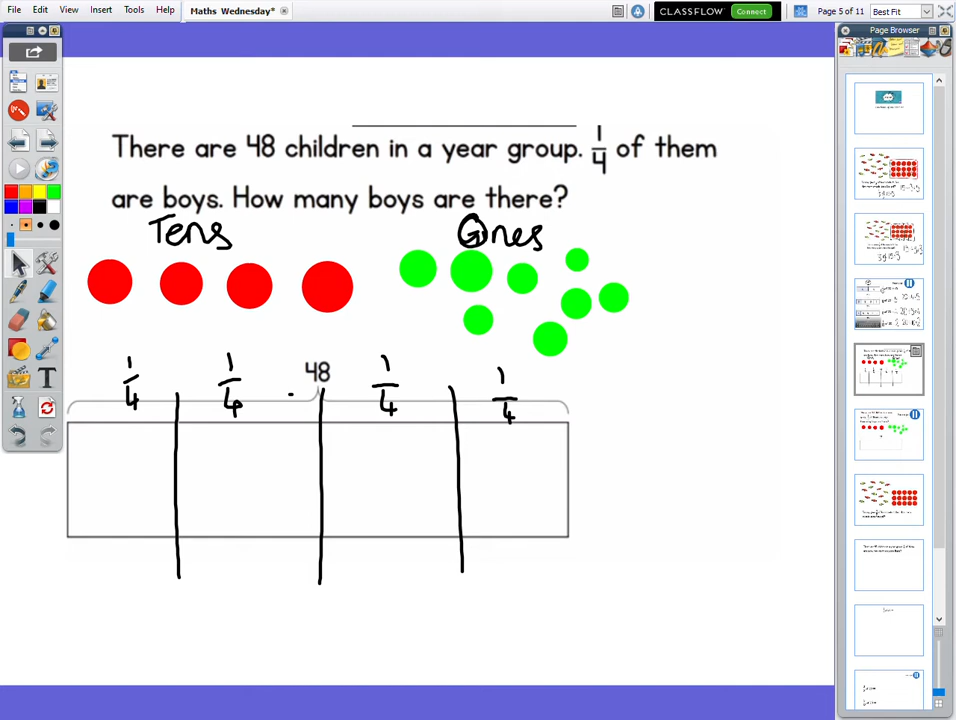 File Edit View Insert Tools Help Maths Wednesday* CLASSFLOW Connect Page 5 of 11 Best Fit
Page Browser
There are 48 children in a year group. 1/4 of them
are boys. How many boys are there?
Tens Ones
1/4 1/4 48 1/4 1/4